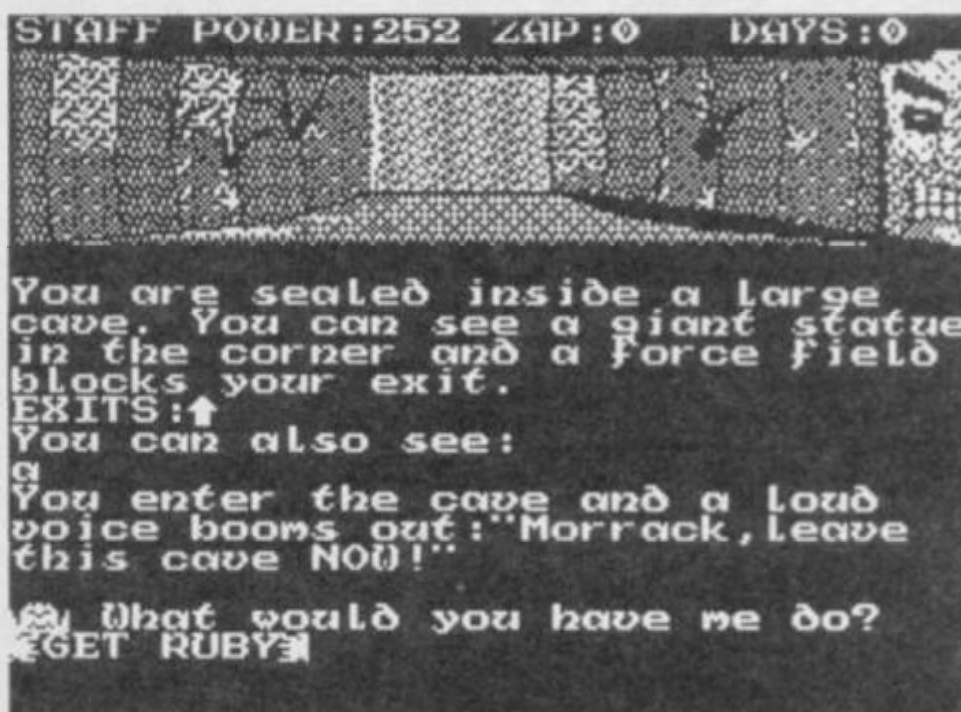 STAFF POWER:252 ZAP:0 DAYS:0
You are sealed inside a large
cave. You can see a giant statue
in the corner and a force field
blocks your exit.
EXITS:↑
You can also see:
a
You enter the cave and a loud
voice booms out:"Morrack,leave
this cave NOW!"
What would you have me do?
GET RUBY